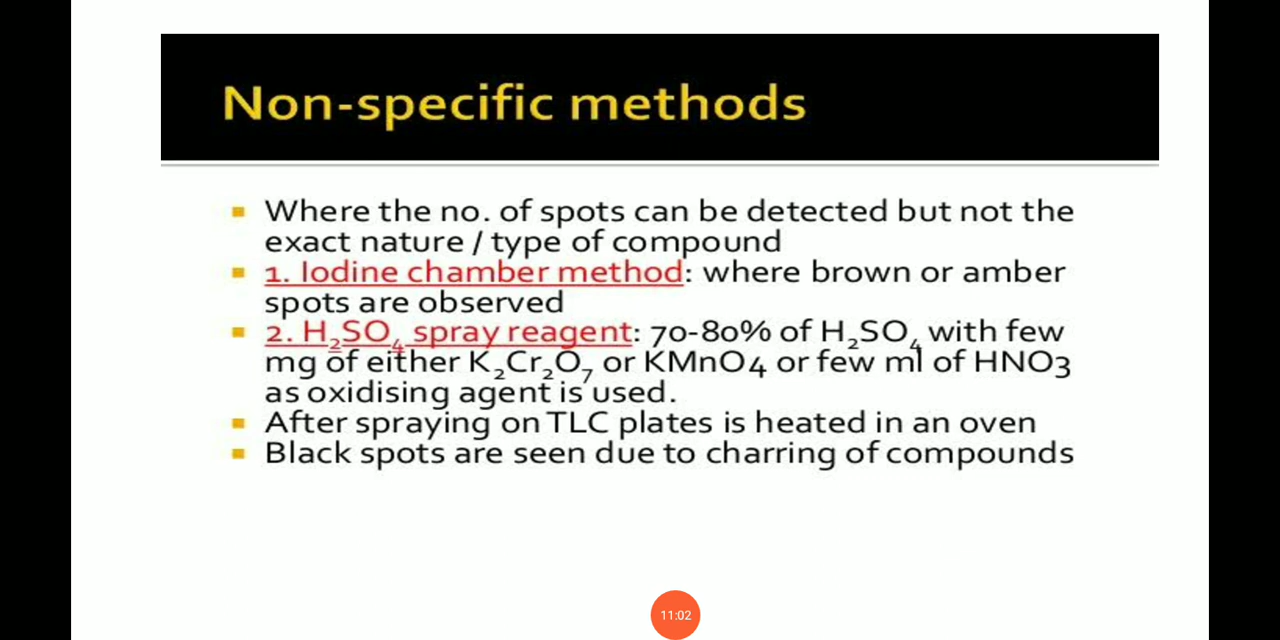 Non-specific methods
Where the no. of spots can be detected but not the
exact nature / type of compound
1. Iodine chamber method: where brown or amber
spots are observed
2. H₂SO₄ spray reagent: 70-80% of H₂SO₄ with few
mg of either K₂Cr₂O₇ or KMnO4 or few ml of HNO3
as oxidising agent is used.
After spraying on TLC plates is heated in an oven
Black spots are seen due to charring of compounds
11:02